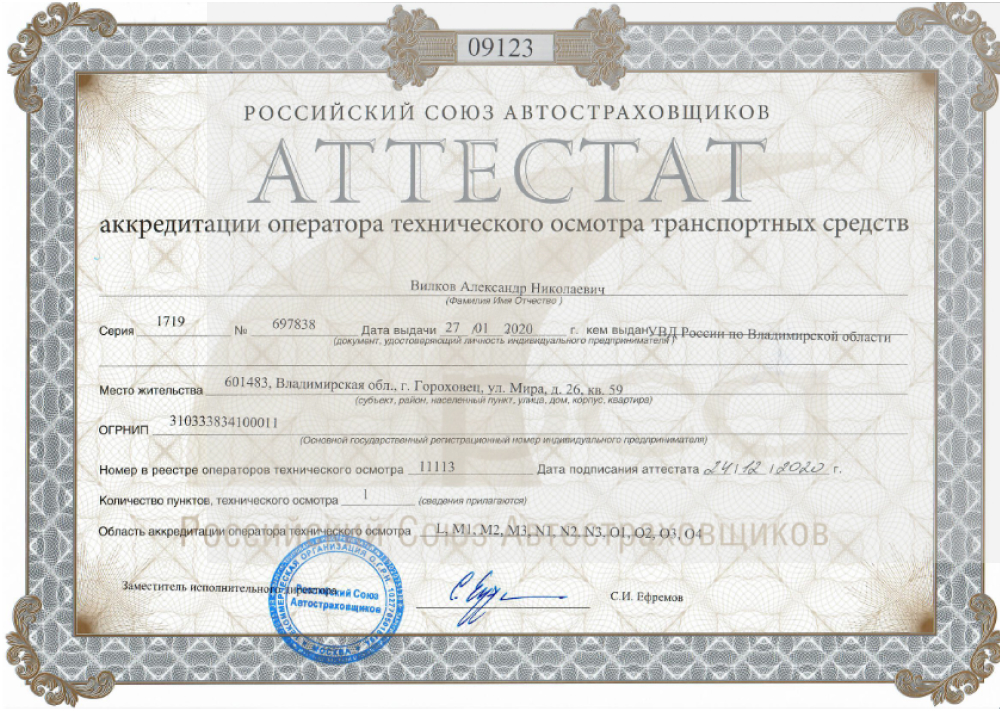 09123
РОССИЙСКИЙ СОЮЗ АВТОСТРАХОВЩИКОВ
АТТЕСТАТ
аккредитации оператора технического осмотра транспортных средств
Вилков Александр Николаевич
(Фамилия Имя Отчество)
Серия 1719 № 697838 Дата выдачи 27 /01 2020 г. кем выдан УВД России по Владимирской области
(документ, удостоверяющий личность индивидуального предпринимателя)
Место жительства 601483, Владимирская обл., г. Гороховец, ул. Мира, д. 26, кв. 59
(субъект, район, населенный пункт, улица, дом, корпус, квартира)
ОГРНИП 310333834100011
(Основной государственный регистрационный номер индивидуального предпринимателя)
Номер в реестре операторов технического осмотра 11113 Дата подписания аттестата 24/12/2020 г.
Количество пунктов, технического осмотра 1 (сведения прилагаются)
Область аккредитации оператора технического осмотра L, M1, M2, M3, N1, N2, N3, O1, O2, O3, O4
Российский Союз Автостраховщиков
Заместитель исполнительного директора С.И. Ефремов
Российский Союз
Автостраховщиков
МОСКВА